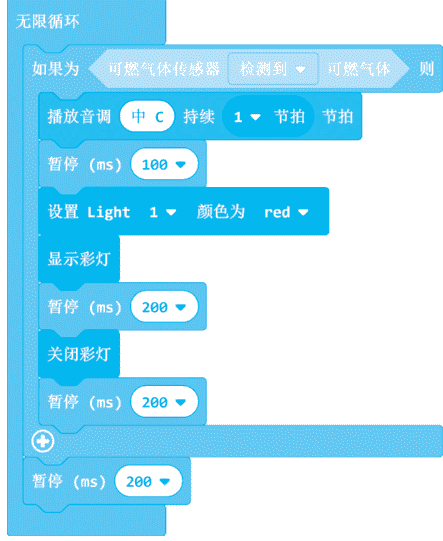 无限循环
如果为 可燃气体传感器 检测到 可燃气体 则
播放音调 中 C 持续 1 节拍 节拍
暂停 (ms) 100
设置 Light 1 颜色为 red
显示彩灯
暂停 (ms) 200
关闭彩灯
暂停 (ms) 200
暂停 (ms) 200